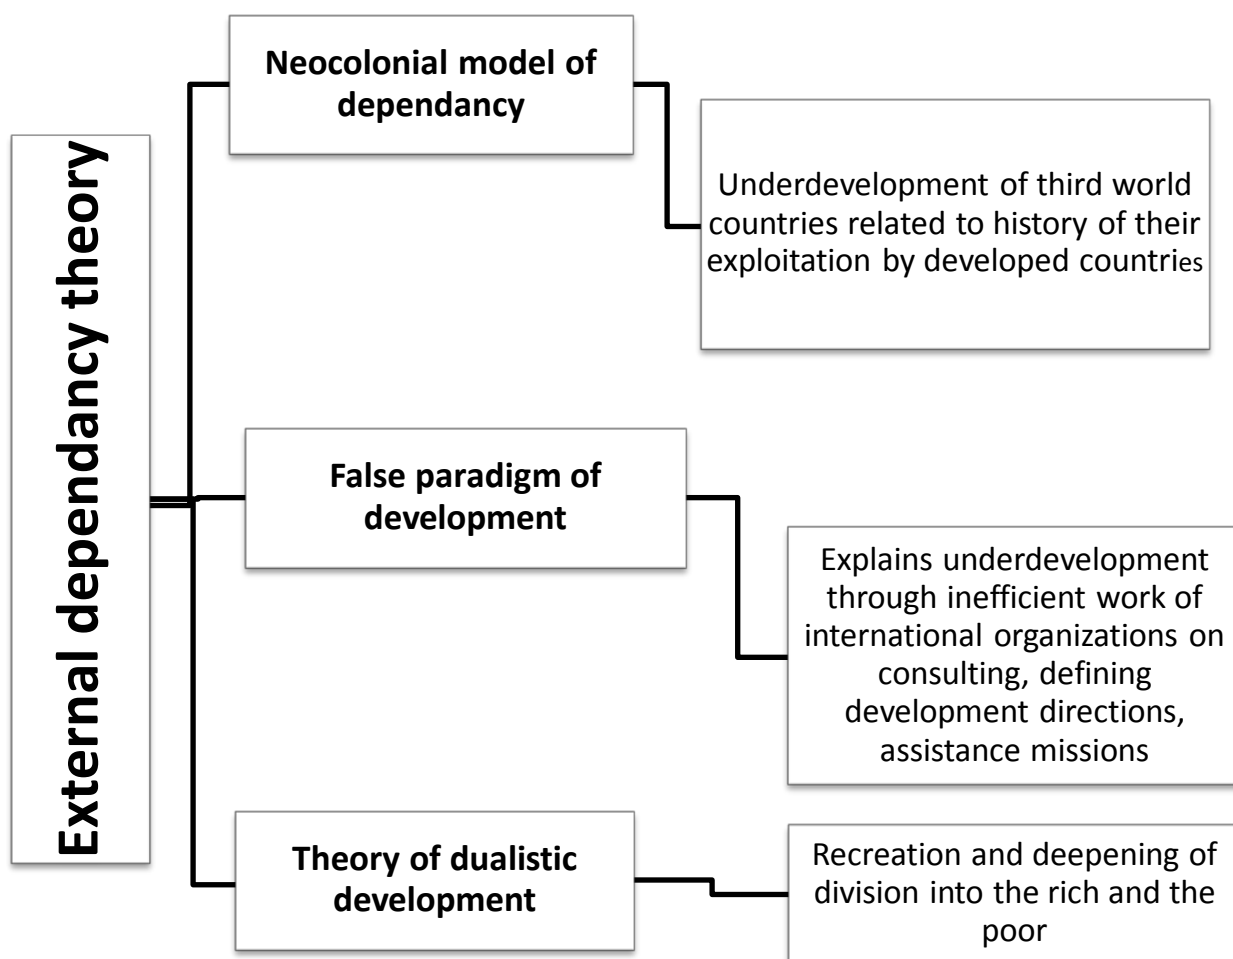 External dependancy theory
Neocolonial model of
dependancy
Underdevelopment of third world
countries related to history of their
exploitation by developed countries
False paradigm of
development
Explains underdevelopment
through inefficient work of
international organizations on
consulting, defining
development directions,
assistance missions
Theory of dualistic
development
Recreation and deepening of
division into the rich and the
poor